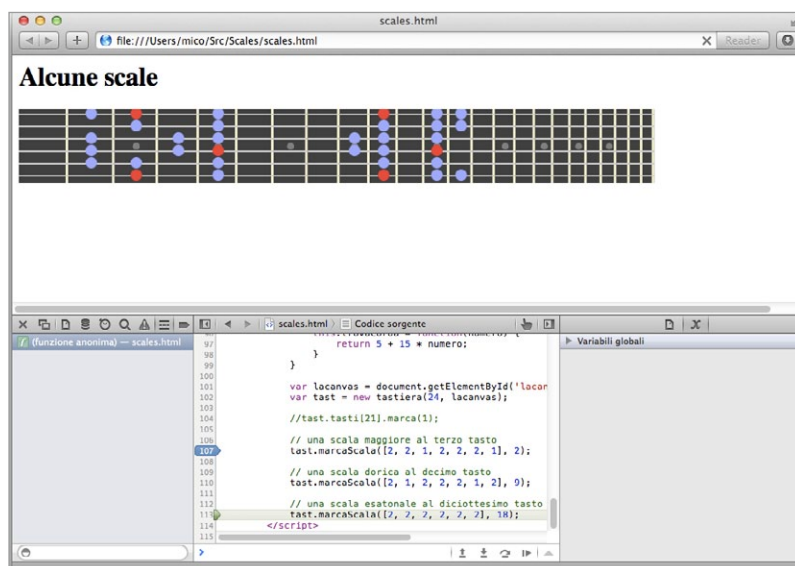 scales.html
file:///Users/mico/Src/Scales/scales.html
Reader
Alcune scale
scales.html
Codice sorgente
(funzione anonima) — scales.html
Variabili globali
97 return 5 + 15 * numero;
98 }
99 }
100
101 var lacanvas = document.getElementById('lacan
102 var tast = new tastiera(24, lacanvas);
103
104 //tast.tasti[21].marca(1);
105
106 // una scala maggiore al terzo tasto
107 tast.marcaScala([2, 2, 1, 2, 2, 2, 1], 2);
108
109 // una scala dorica al decimo tasto
110 tast.marcaScala([2, 1, 2, 2, 2, 1, 2], 9);
111
112 // una scala esatonale al diciottesimo tasto
113 tast.marcaScala([2, 2, 2, 2, 2, 2], 18);
114 </script>
115